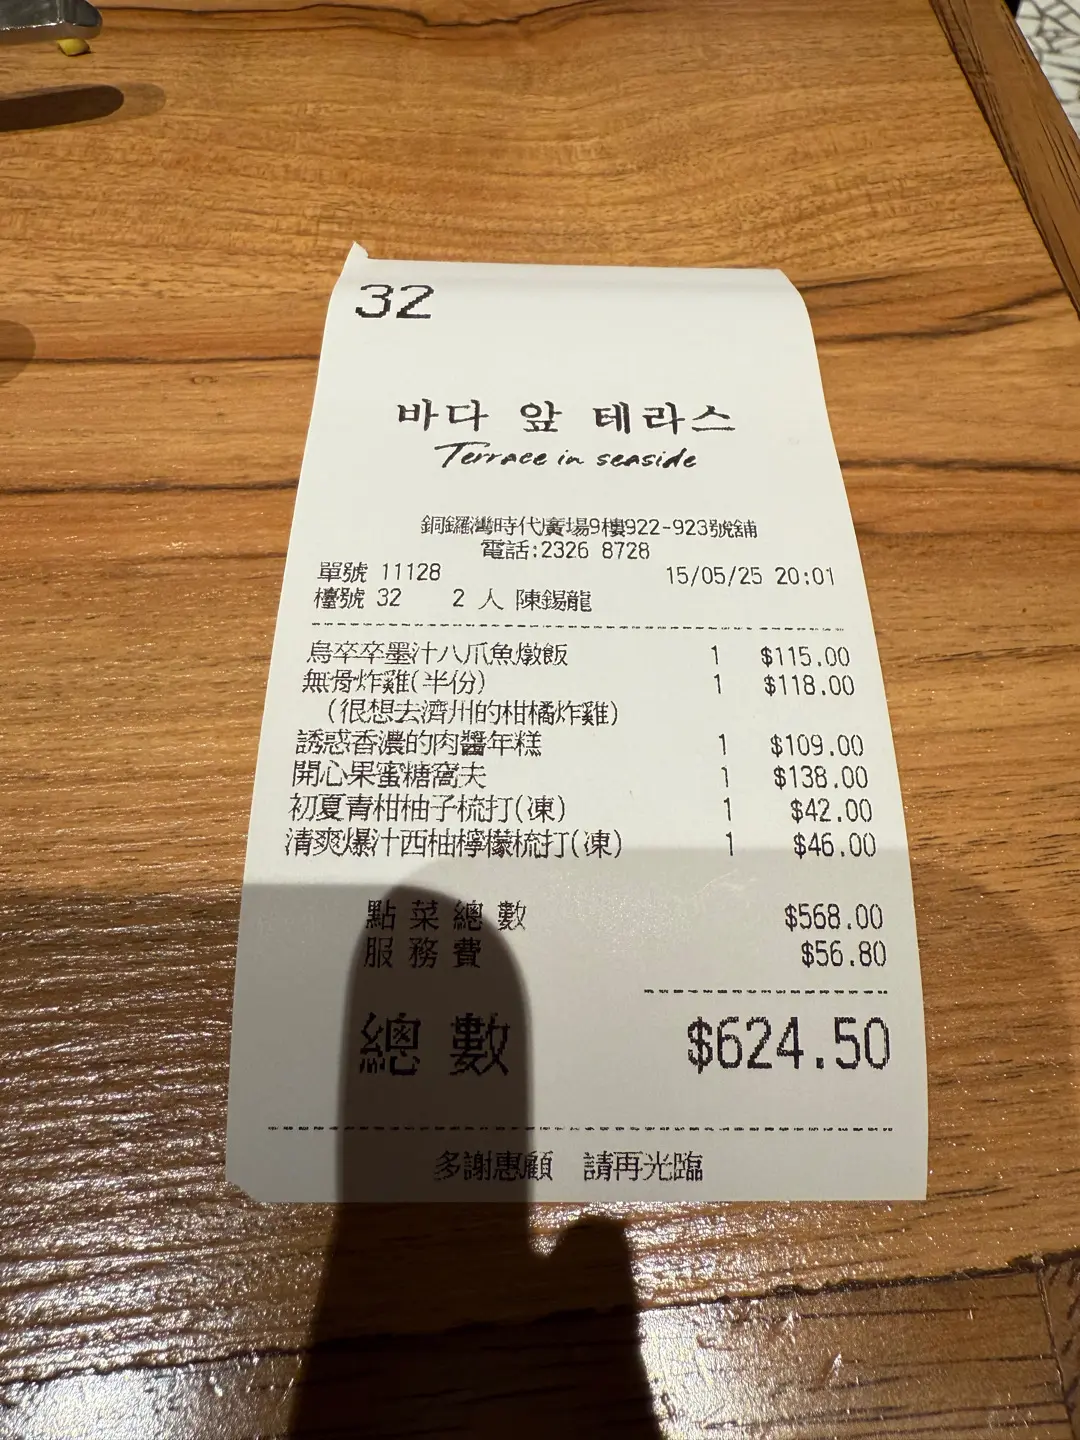 32
바다 앞 테라스
Terrace in seaside
銅鑼灣時代廣場9樓922-923號舖
電話:2326 8728
單號 11128 15/05/25 20:01
檯號 32 2 人 陳錫龍
烏卒卒墨汁八爪魚燉飯 1 $115.00
無骨炸雞(半份) 1 $118.00
(很想去濟州的柑橘炸雞)
誘惑香濃的肉醬年糕 1 $109.00
開心果蜜糖窩夫 1 $138.00
初夏青柑柚子梳打(凍) 1 $42.00
清爽爆汁西柚檸檬梳打(凍) 1 $46.00
點菜總數 $568.00
服務費 $56.80
總數 $624.50
多謝惠顧 請再光臨